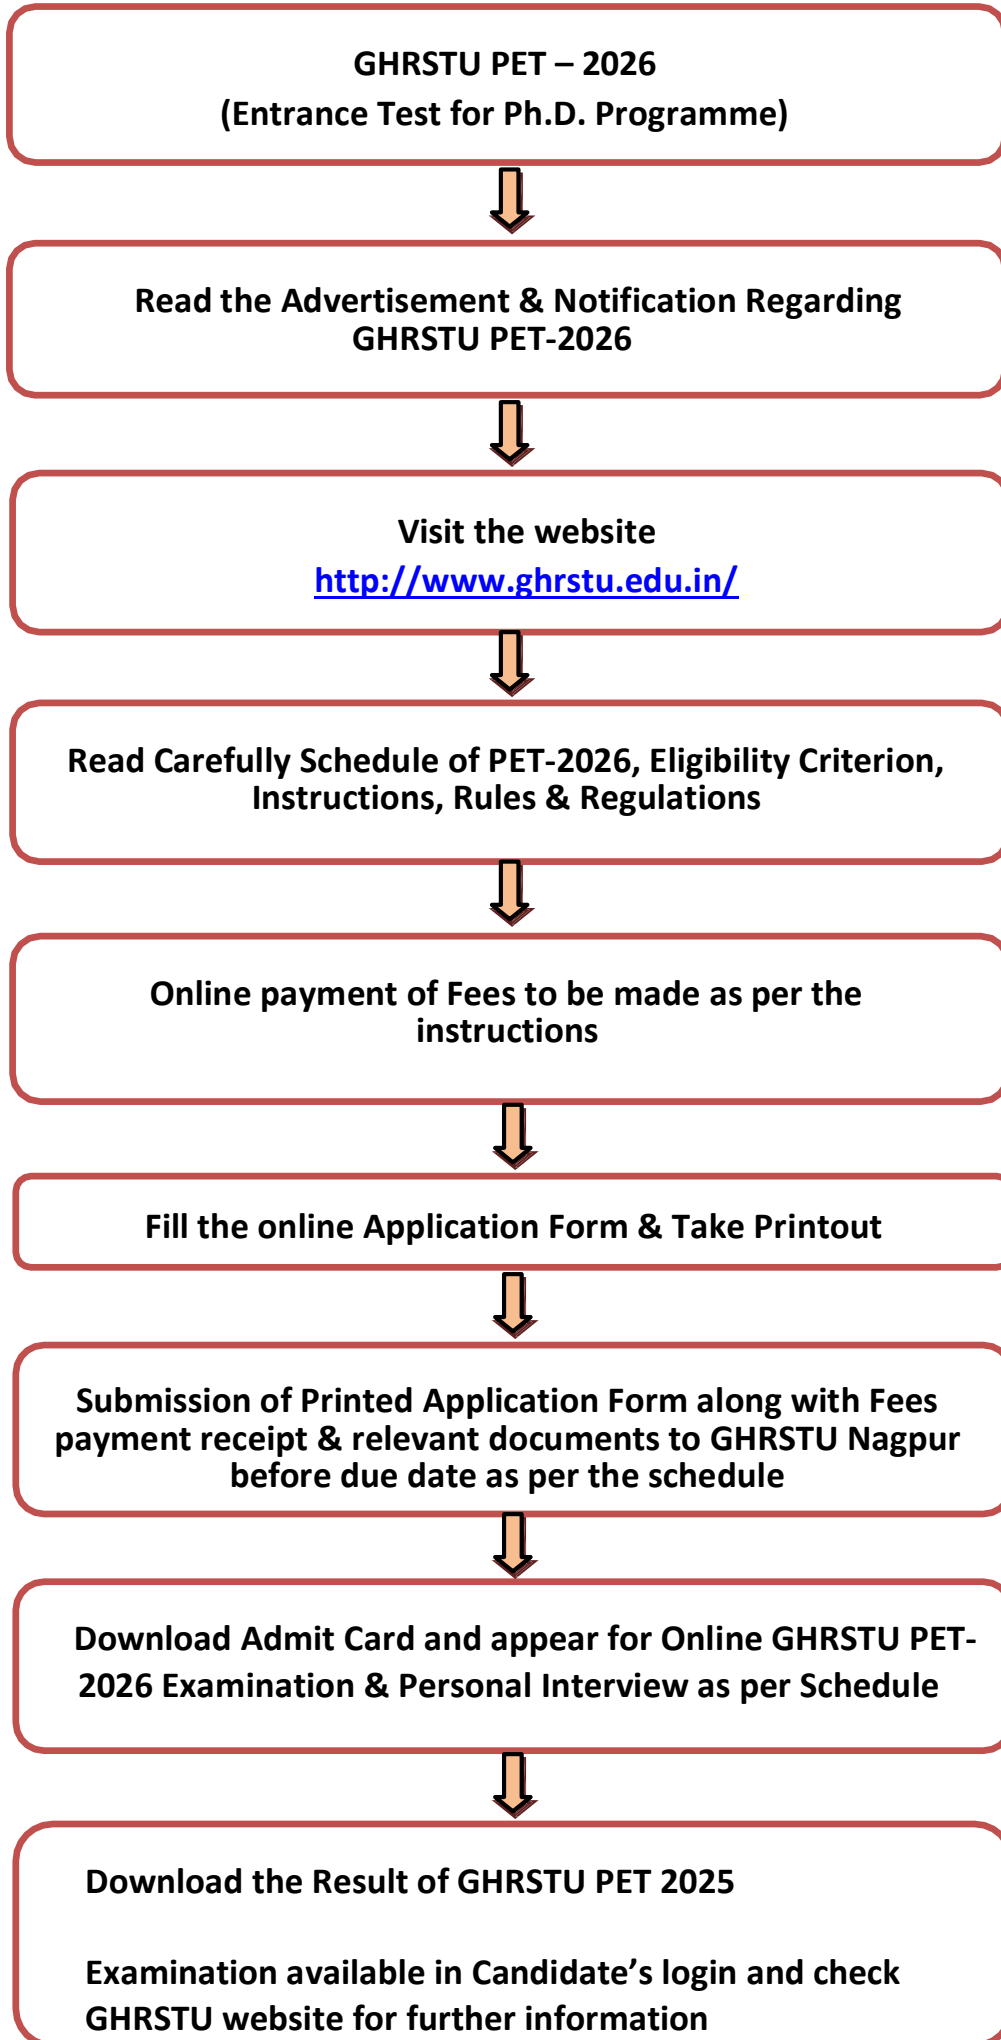 GHRSTU PET – 2026
(Entrance Test for Ph.D. Programme)
Read the Advertisement & Notification Regarding
GHRSTU PET-2026
Visit the website
http://www.ghrstu.edu.in/
Read Carefully Schedule of PET-2026, Eligibility Criterion,
Instructions, Rules & Regulations
Online payment of Fees to be made as per the
instructions
Fill the online Application Form & Take Printout
Submission of Printed Application Form along with Fees
payment receipt & relevant documents to GHRSTU Nagpur
before due date as per the schedule
Download Admit Card and appear for Online GHRSTU PET-
2026 Examination & Personal Interview as per Schedule
Download the Result of GHRSTU PET 2025
Examination available in Candidate’s login and check
GHRSTU website for further information